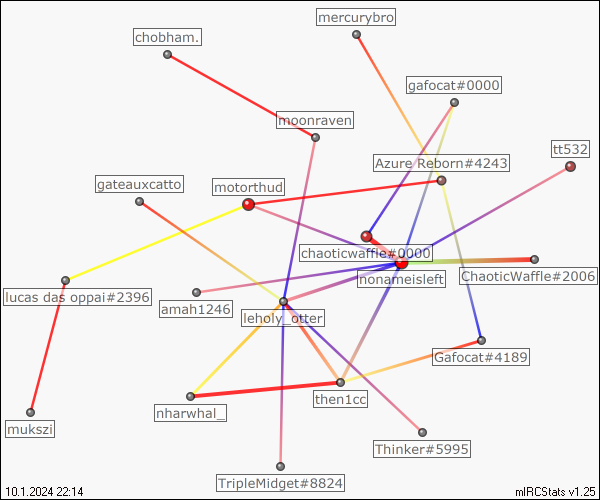 mercurybro
chobham.
gafocat#0000
moonraven
tt532
Azure Reborn#4243
gateauxcatto
motorthud
chaoticwaffle#0000
ChaoticWaffle#2006
nonameisleft
lucas das oppai#2396
amah1246
leholy_otter
Gafocat#4189
then1cc
nharwhal_
mukszi
Thinker#5995
TripleMidget#8824
10.1.2024 22:14
mIRCStats v1.25